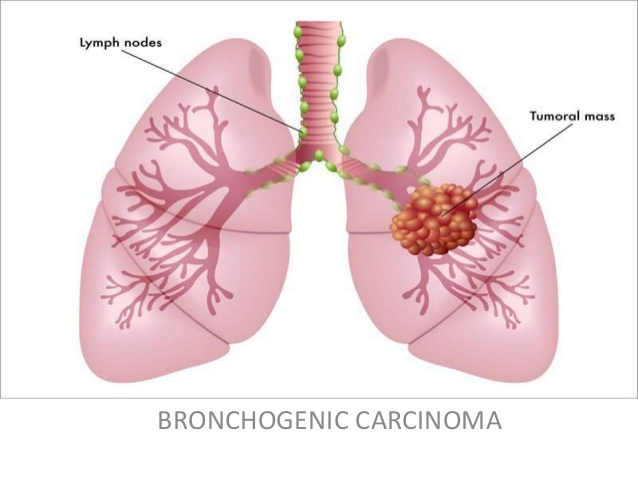 Lymph nodes
Tumoral mass
BRONCHOGENIC CARCINOMA